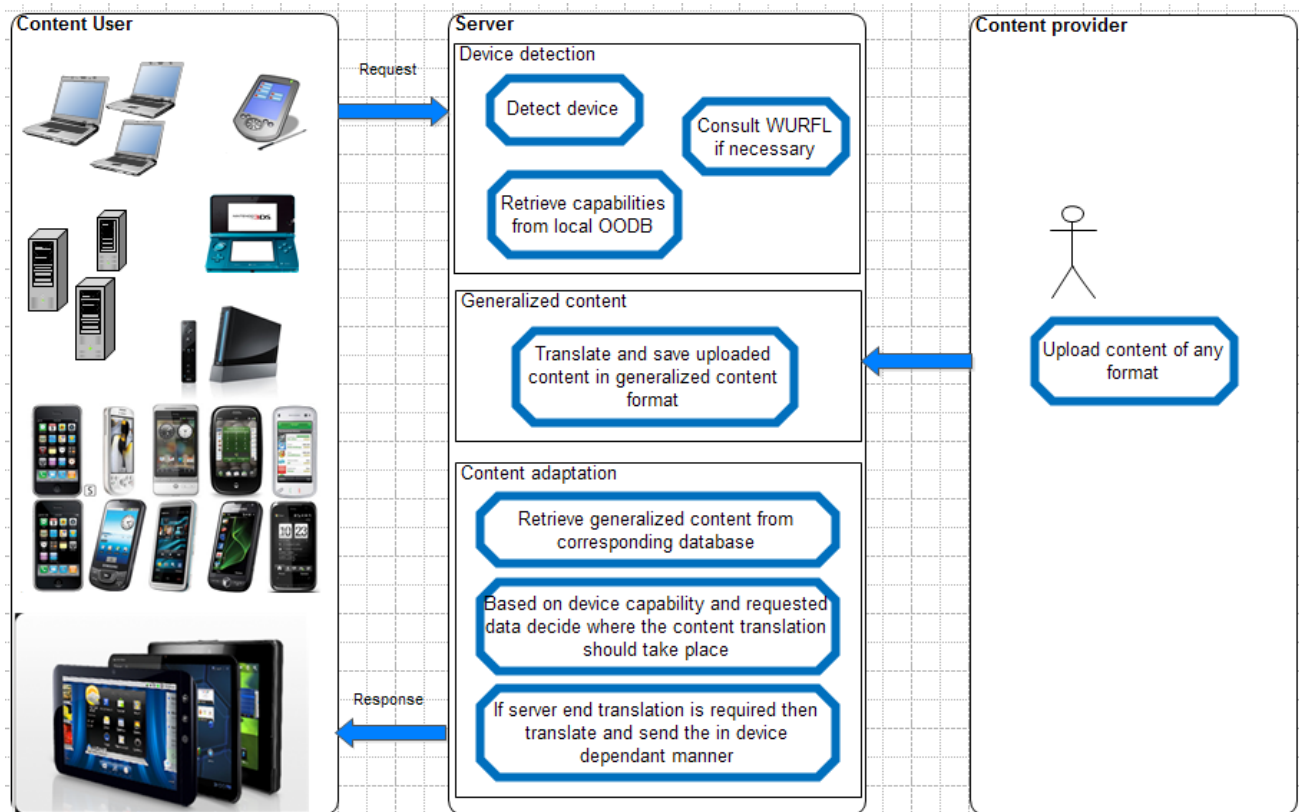 Content User
Server
Content provider
Request
Device detection
Detect device
Consult WURFL
if necessary
Retrieve capabilities
from local OODB
NINTENDO3DS
Generalized content
Translate and save uploaded
content in generalized content
format
Upload content of any
format
Content adaptation
Retrieve generalized content from
corresponding database
S
10 23
Based on device capability and requested
data decide where the content translation
should take place
Response
If server end translation is required then
translate and send the in device
dependant manner